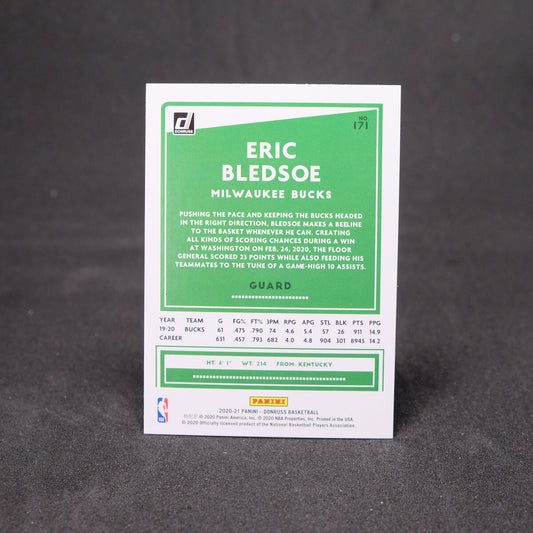 d
DONRUSS
NO.
171
ERIC
BLEDSOE
MILWAUKEE BUCKS
PUSHING THE PACE AND KEEPING THE BUCKS HEADED
IN THE RIGHT DIRECTION, BLEDSOE MAKES A BEELINE
TO THE BASKET WHENEVER HE CAN. CREATING
ALL KINDS OF SCORING CHANCES DURING A WIN
AT WASHINGTON ON FEB. 24, 2020, THE FLOOR
GENERAL SCORED 23 POINTS WHILE ALSO FEEDING HIS
TEAMMATES TO THE TUNE OF A GAME-HIGH 10 ASSISTS.
GUARD
YEAR TEAM G FG% FT% 3PM RPG APG STL BLK PTS PPG
19-20 BUCKS 61 .475 .790 74 4.6 5.4 57 26 911 14.9
CAREER 631 .457 .793 682 4.0 4.8 904 301 8945 14.2
HT: 6' 1" WT: 214 FROM: KENTUCKY
PANINI
2020-21 PANINI - DONRUSS BASKETBALL
© 2020 Panini America, Inc. © 2020 NBA Properties, Inc. Printed in the USA.
© 2020 Officially licensed product of the National Basketball Players Association.